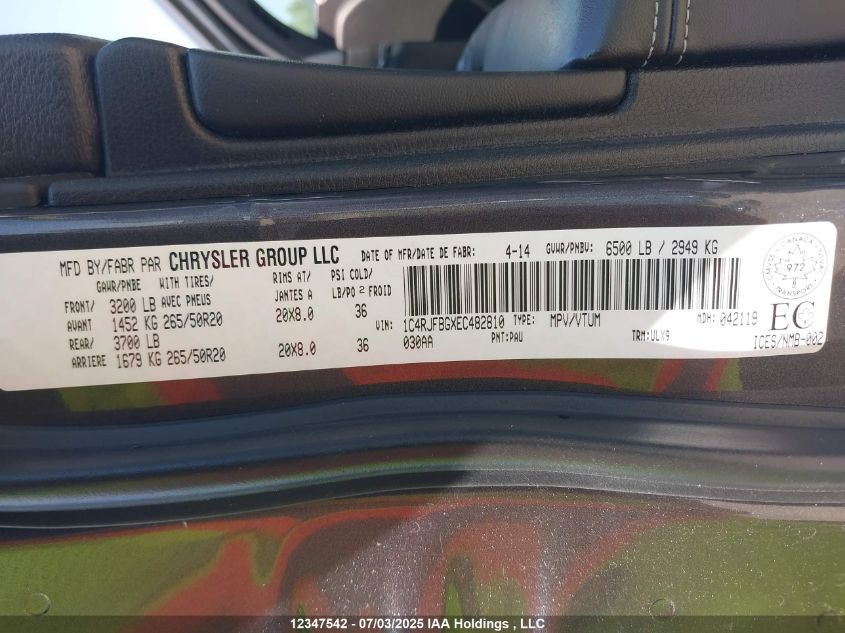 MFD BY/FABR PAR CHRYSLER GROUP LLC DATE OF MFR/DATE DE FABR: 4-14 GVWR/PNBV: 6500 LB / 2949 KG
GAWR/PNBE WITH TIRES/ RIMS AT/ PSI COLD/
AVEC PNEUS JANTES A LB/PO² FROID
FRONT/ 3200 LB
AVANT 1452 KG 265/50R20 20X8.0 36
REAR/ 3700 LB
ARRIERE 1679 KG 265/50R20 20X8.0 36
VIN: 1C4RJFBGXEC482810 TYPE: MPV/VTUM MDH: 042119
030AA PNT:PAU TRM:ULX9
CANADA
972
TRANSPORT
EC
ICES/NMB-002
12347542 - 07/03/2025 IAA Holdings , LLC